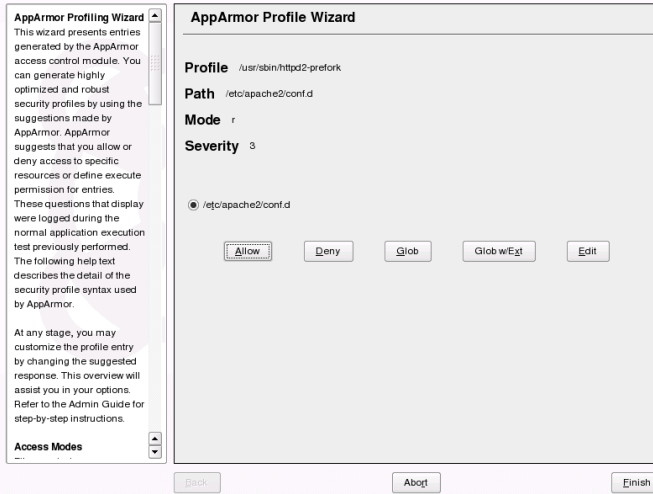 AppArmor Profiling Wizard
This wizard presents entries
generated by the AppArmor
access control module. You
can generate highly
optimized and robust
security profiles by using the
suggestions made by
AppArmor. AppArmor
suggests that you allow or
deny access to specific
resources or define execute
permission for entries.
These questions that display
were logged during the
normal application execution
test previously performed.
The following help text
describes the detail of the
security profile syntax used
by AppArmor.
At any stage, you may
customize the profile entry
by changing the suggested
response. This overview will
assist you in your options.
Refer to the Admin Guide for
step-by-step instructions.
Access Modes
AppArmor Profile Wizard
Profile /usr/sbin/httpd2-prefork
Path /etc/apache2/conf.d
Mode r
Severity 3
/etc/apache2/conf.d
Allow Deny Glob Glob w/Ext Edit
Back Abort Finish